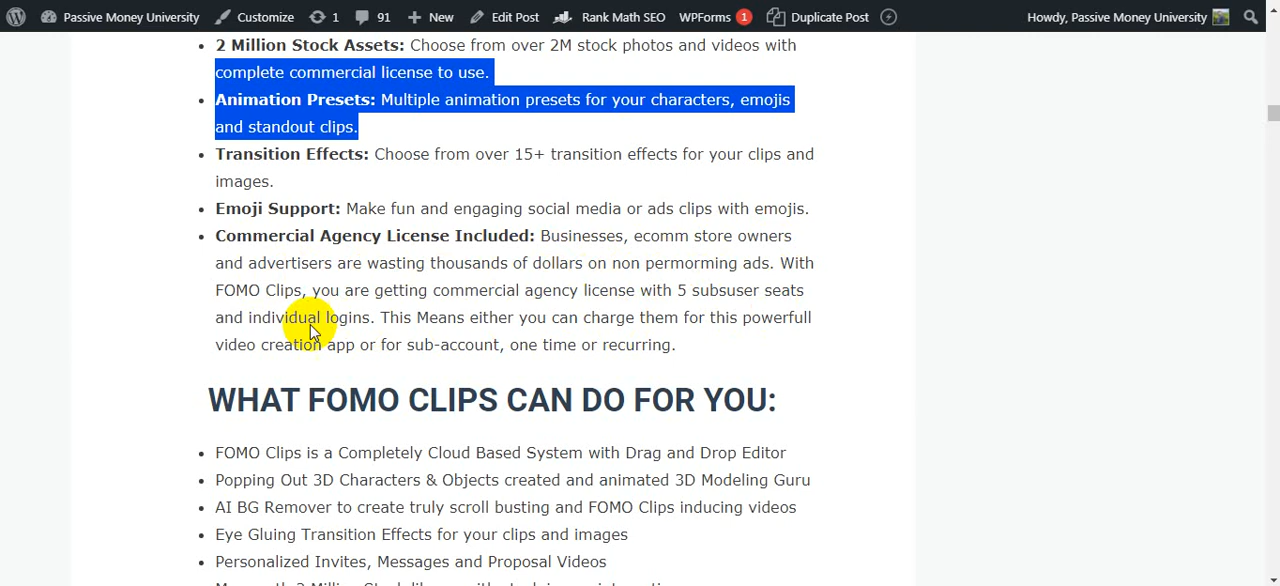 Passive Money University Customize 1 91 New Edit Post Rank Math SEO WPForms 1 Duplicate Post Howdy, Passive Money University
2 Million Stock Assets: Choose from over 2M stock photos and videos with
complete commercial license to use.
Animation Presets: Multiple animation presets for your characters, emojis
and standout clips.
Transition Effects: Choose from over 15+ transition effects for your clips and
images.
Emoji Support: Make fun and engaging social media or ads clips with emojis.
Commercial Agency License Included: Businesses, ecomm store owners
and advertisers are wasting thousands of dollars on non permorming ads. With
FOMO Clips, you are getting commercial agency license with 5 subsuser seats
and individual logins. This Means either you can charge them for this powerfull
video creation app or for sub-account, one time or recurring.
WHAT FOMO CLIPS CAN DO FOR YOU:
FOMO Clips is a Completely Cloud Based System with Drag and Drop Editor
Popping Out 3D Characters & Objects created and animated 3D Modeling Guru
AI BG Remover to create truly scroll busting and FOMO Clips inducing videos
Eye Gluing Transition Effects for your clips and images
Personalized Invites, Messages and Proposal Videos